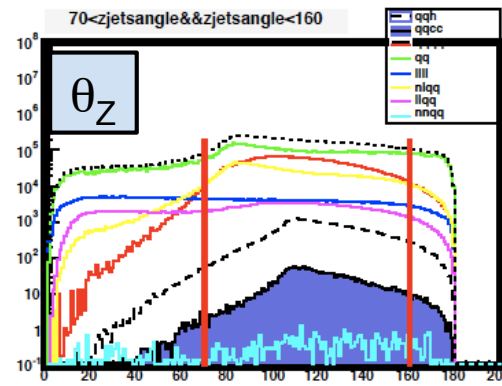 70<zjetsangle&&zjetsangle<160
qqh
qqcc
qq
llll
nlqq
llqq
nnqq
θZ
10⁸
10⁷
10⁶
10⁵
10⁴
10³
10²
10
1
10⁻¹
0 20 40 60 80 100 120 140 160 180